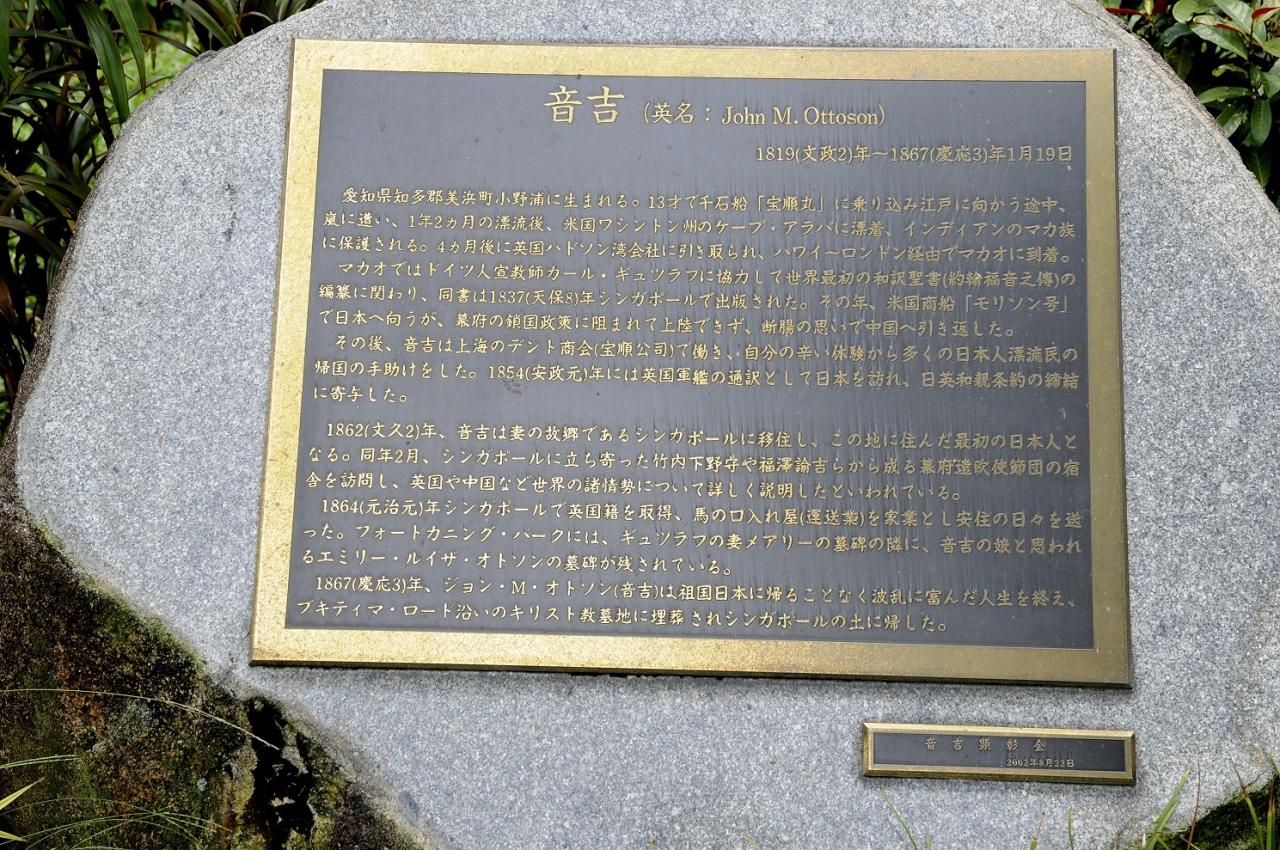 音吉 (英名：John M. Ottoson)
1819(文政2)年～1867(慶応3)年1月19日
愛知県知多郡美浜町小野浦に生まれる。13才で千石船「宝順丸」に乗り込み江戸に向かう途中、
嵐に遭い、1年2カ月の漂流後、米国ワシントン州のケープ・アラバに漂着、インディアンのマカ族
に保護される。4カ月後に英国ハドソン湾会社に引き取られ、ハワイ～ロンドン経由でマカオに到着。
マカオではドイツ人宣教師カール・ギュツラフに協力して世界最初の和訳聖書(約翰福音之傳)の
編纂に関わり、同書は1837(天保8)年シンガポールで出版された。その年、米国商船「モリソン号」
で日本へ向うが、幕府の鎖国政策に阻まれて上陸できず、断腸の思いで中国へ引き返した。
その後、音吉は上海のデント商会(宝順公司)で働き、自分の辛い体験から多くの日本人漂流民の
帰国の手助けをした。1854(安政元)年には英国軍艦の通訳として日本を訪れ、日英和親条約の締結
に寄与した。
1862(文久2)年、音吉は妻の故郷であるシンガポールに移住し、この地に住んだ最初の日本人と
なる。同年2月、シンガポールに立ち寄った竹内下野守や福澤諭吉らから成る幕府遣欧使節団の宿
舎を訪問し、英国や中国など世界の諸情勢について詳しく説明したといわれている。
1864(元治元)年シンガポールで英国籍を取得、馬の口入れ屋(運送業)を家業とし安住の日々を送
った。フォートカニング・パークには、ギュツラフの妻メアリーの墓碑の隣に、音吉の娘と思われ
るエミリー・ルイザ・オトソンの墓碑が残されている。
1867(慶応3)年、ジョン・M・オトソン(音吉)は祖国日本に帰ることなく波乱に富んだ人生を終え、
ブキティマ・ロード沿いのキリスト教墓地に埋葬されシンガポールの土に帰した。
音吉顕彰会
2002年8月22日